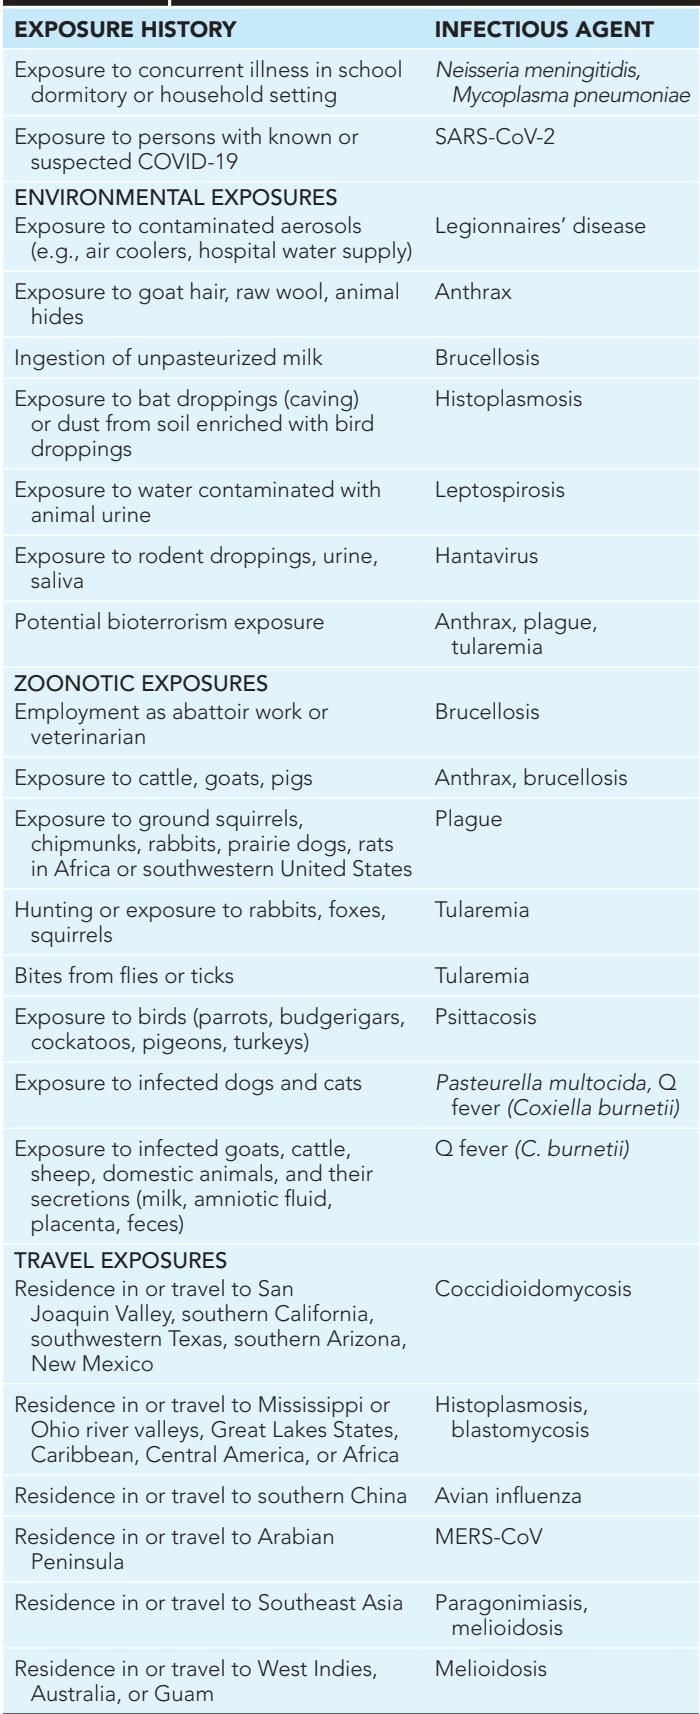 EXPOSURE HISTORY INFECTIOUS AGENT
Exposure to concurrent illness in school Neisseria meningitidis,
dormitory or household setting Mycoplasma pneumoniae
Exposure to persons with known or SARS-CoV-2
suspected COVID-19
ENVIRONMENTAL EXPOSURES
Exposure to contaminated aerosols Legionnaires’ disease
(e.g., air coolers, hospital water supply)
Exposure to goat hair, raw wool, animal Anthrax
hides
Ingestion of unpasteurized milk Brucellosis
Exposure to bat droppings (caving) Histoplasmosis
or dust from soil enriched with bird
droppings
Exposure to water contaminated with Leptospirosis
animal urine
Exposure to rodent droppings, urine, Hantavirus
saliva
Potential bioterrorism exposure Anthrax, plague,
tularemia
ZOONOTIC EXPOSURES
Employment as abattoir work or Brucellosis
veterinarian
Exposure to cattle, goats, pigs Anthrax, brucellosis
Exposure to ground squirrels, Plague
chipmunks, rabbits, prairie dogs, rats
in Africa or southwestern United States
Hunting or exposure to rabbits, foxes, Tularemia
squirrels
Bites from flies or ticks Tularemia
Exposure to birds (parrots, budgerigars, Psittacosis
cockatoos, pigeons, turkeys)
Exposure to infected dogs and cats Pasteurella multocida, Q
fever (Coxiella burnetii)
Exposure to infected goats, cattle, Q fever (C. burnetii)
sheep, domestic animals, and their
secretions (milk, amniotic fluid,
placenta, feces)
TRAVEL EXPOSURES
Residence in or travel to San Coccidioidomycosis
Joaquin Valley, southern California,
southwestern Texas, southern Arizona,
New Mexico
Residence in or travel to Mississippi or Histoplasmosis,
Ohio river valleys, Great Lakes States, blastomycosis
Caribbean, Central America, or Africa
Residence in or travel to southern China Avian influenza
Residence in or travel to Arabian MERS-CoV
Peninsula
Residence in or travel to Southeast Asia Paragonimiasis,
melioidosis
Residence in or travel to West Indies, Melioidosis
Australia, or Guam